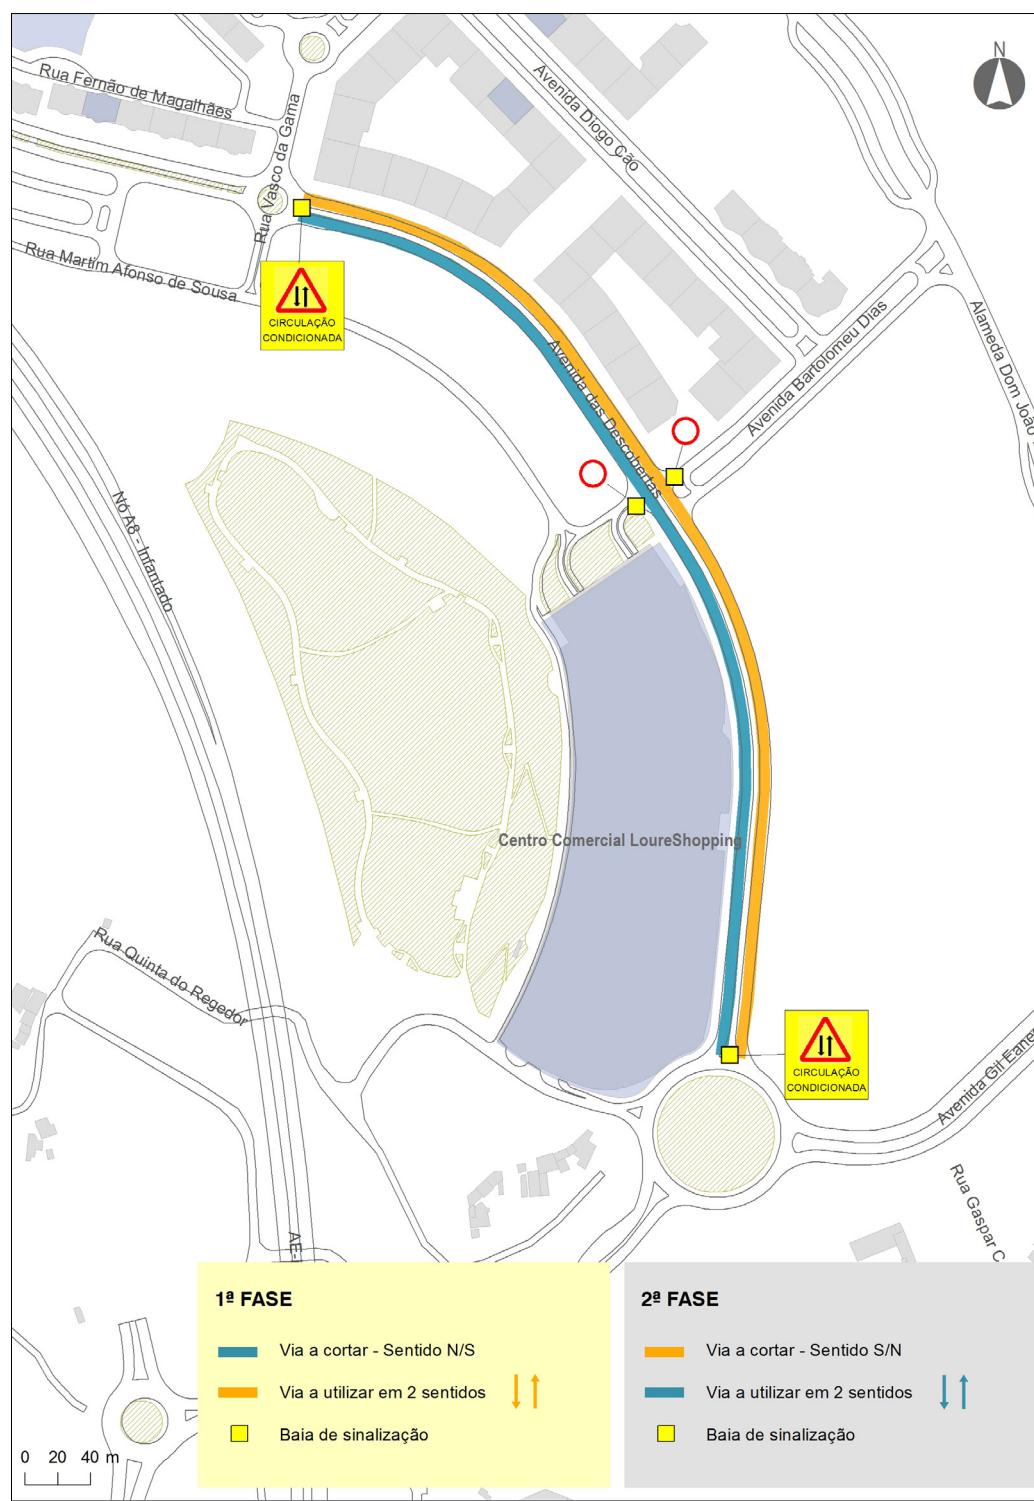 N
Rua Fernão de Magalhães
Rua Vasco da Gama
Avenida Diogo Cão
Rua Martim Afonso de Sousa
CIRCULAÇÃO
CONDICIONADA
Avenida das Descobertas
Avenida Bartolomeu Dias
Alameda Dom João
Nó A8 - Infantado
Centro Comercial LoureShopping
Rua Quinta do Regedor
CIRCULAÇÃO
CONDICIONADA
Avenida Gil Eanes
Rua Gaspar C
AE-
1ª FASE
Via a cortar - Sentido N/S
Via a utilizar em 2 sentidos
Baia de sinalização
2ª FASE
Via a cortar - Sentido S/N
Via a utilizar em 2 sentidos
Baia de sinalização
0 20 40 m